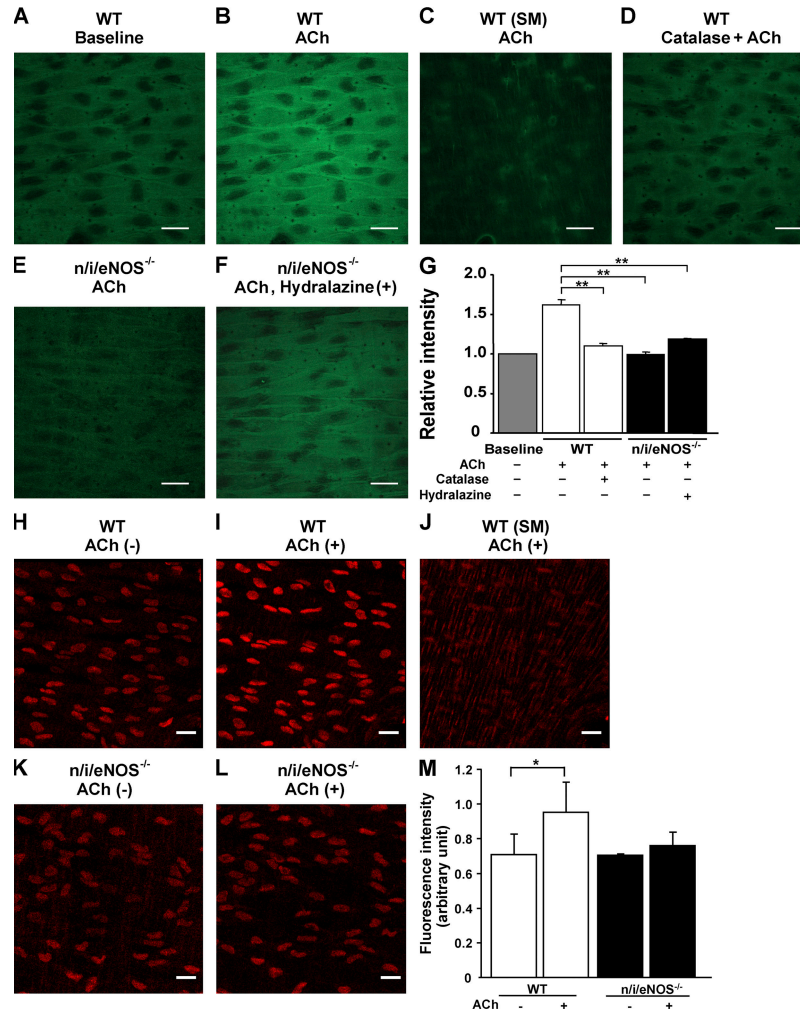 A
WT
Baseline
B
WT
ACh
C
WT (SM)
ACh
D
WT
Catalase + ACh
E
n/i/eNOS-/-
ACh
F
n/i/eNOS-/-
ACh, Hydralazine (+)
G
Relative intensity
2.0
1.5
1.0
0.5
0
**
**
**
Baseline
WT
n/i/eNOS-/-
ACh – + + + +
Catalase – – + – –
Hydralazine – – – – +
H
WT
ACh (-)
I
WT
ACh (+)
J
WT (SM)
ACh (+)
K
n/i/eNOS-/-
ACh (-)
L
n/i/eNOS-/-
ACh (+)
M
Fluorescence intensity
(arbitrary unit)
1.2
1.0
0.8
0.6
0.4
0.2
0
*
WT
n/i/eNOS-/-
ACh - + - +